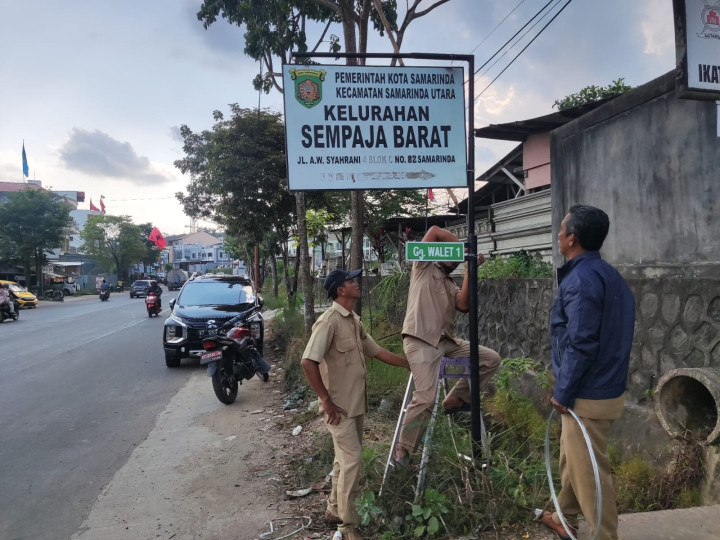 PEMERINTAH KOTA SAMARINDA
KECAMATAN SAMARINDA UTARA
KELURAHAN
SEMPAJA BARAT
JL. A.W. SYAHRANI 4 BLOK C NO. 82 SAMARINDA
Gg. WALET 1
IKAT